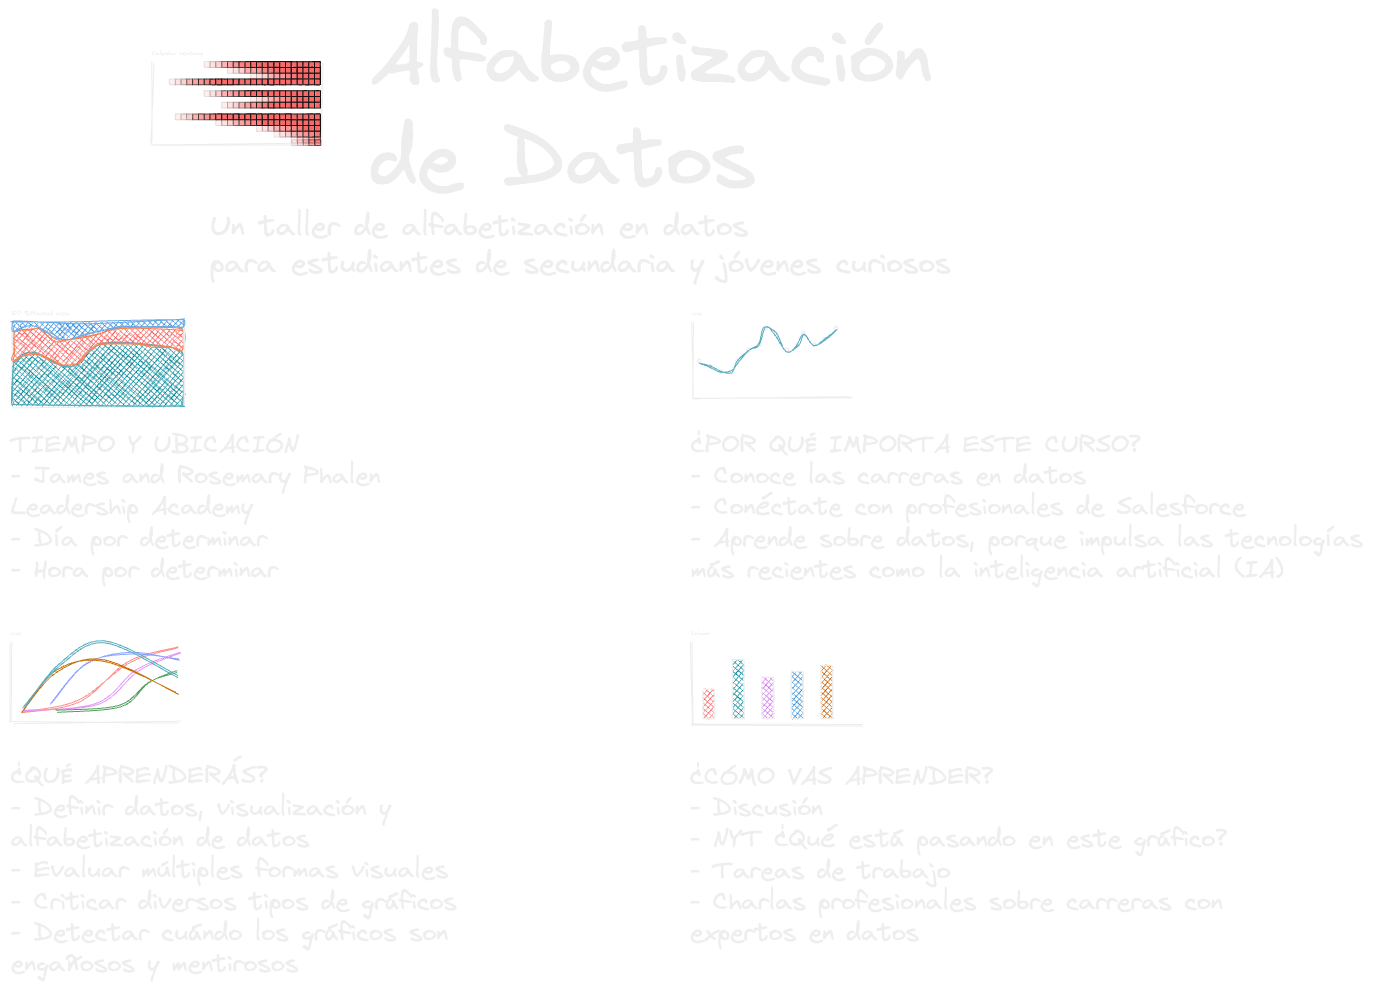 Alfabetización
de Datos
Un taller de alfabetización en datos
para estudiantes de secundaria y jóvenes curiosos
TIEMPO Y UBICACIÓN
- James and Rosemary Phalen
Leadership Academy
- Día por determinar
- Hora por determinar
¿POR QUÉ IMPORTA ESTE CURSO?
- Conoce las carreras en datos
- Conéctate con profesionales de Salesforce
- Aprende sobre datos, porque impulsa las tecnologías
más recientes como la inteligencia artificial (IA)
¿QUÉ APRENDERÁS?
- Definir datos, visualización y
alfabetización de datos
- Evaluar múltiples formas visuales
- Criticar diversos tipos de gráficos
- Detectar cuándo los gráficos son
engañosos y mentirosos
¿CÓMO VAS APRENDER?
- Discusión
- NYT ¿Qué está pasando en este gráfico?
- Tareas de trabajo
- Charlas profesionales sobre carreras con
expertos en datos